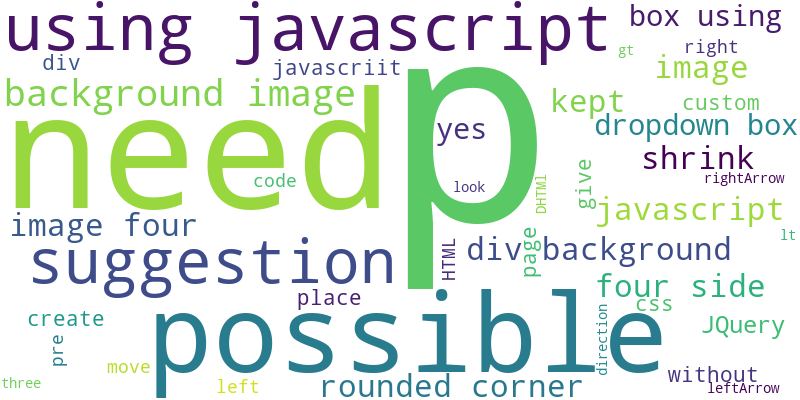 using javascript
box using
gt
right
div
javascriit
image
background image
kept
custom
need
p
yes
dropdown box
shrink
code
look
DHTMl
give
rightArrow
javascript
image four
lt
suggestion
HTML
div background
page
four side
place
css
create
possible
direction
JQuery
pre
move
without
three
left
rounded corner
leftArrow